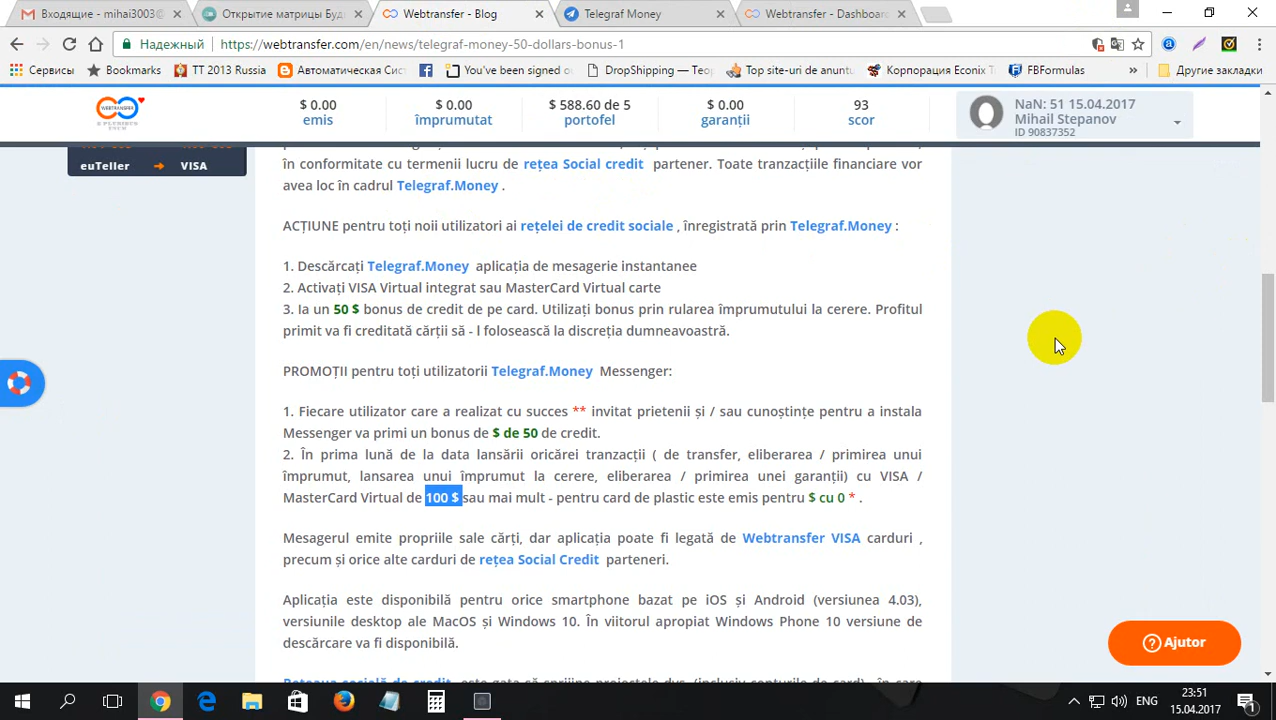 Входящие - mihai3003@
Открытие матрицы Буд
Webtransfer - Blog
Telegraf Money
Webtransfer - Dashboar
Надежный
https://webtransfer.com/en/news/telegraf-money-50-dollars-bonus-1
Сервисы
Bookmarks
TT 2013 Russia
Автоматическая Сис
You've been signed o
DropShipping — Teo
Top site-uri de anuntu
Корпорация Econix T
FBFormulas
»
Другие закладки
WEBTRANSFER
$ 0.00
emis
$ 0.00
împrumutat
$ 588.60 de 5
portofel
$ 0.00
garanții
93
scor
NaN: 51 15.04.2017
Mihail Stepanov
ID 90837352
euTeller → VISA
în conformitate cu termenii lucru de rețea Social credit partener. Toate tranzacțiile financiare vor
avea loc în cadrul Telegraf.Money .
ACȚIUNE pentru toți noii utilizatori ai rețelei de credit sociale , înregistrată prin Telegraf.Money :
1. Descărcați Telegraf.Money aplicația de mesagerie instantanee
2. Activați VISA Virtual integrat sau MasterCard Virtual carte
3. Ia un 50 $ bonus de credit de pe card. Utilizați bonus prin rularea împrumutului la cerere. Profitul
primit va fi creditată cărții să - l folosească la discreția dumneavoastră.
PROMOȚII pentru toți utilizatorii Telegraf.Money Messenger:
1. Fiecare utilizator care a realizat cu succes ** invitat prietenii și / sau cunoștințe pentru a instala
Messenger va primi un bonus de $ de 50 de credit.
2. În prima lună de la data lansării oricărei tranzacții ( de transfer, eliberarea / primirea unui
împrumut, lansarea unui împrumut la cerere, eliberarea / primirea unei garanții) cu VISA /
MasterCard Virtual de 100 $ sau mai mult - pentru card de plastic este emis pentru $ cu 0 * .
Mesagerul emite propriile sale cărți, dar aplicația poate fi legată de Webtransfer VISA carduri ,
precum și orice alte carduri de rețea Social Credit parteneri.
Aplicația este disponibilă pentru orice smartphone bazat pe iOS și Android (versiunea 4.03),
versiunile desktop ale MacOS și Windows 10. În viitorul apropiat Windows Phone 10 versiune de
descărcare va fi disponibilă.
Ajutor
ENG
23:51
15.04.2017
1